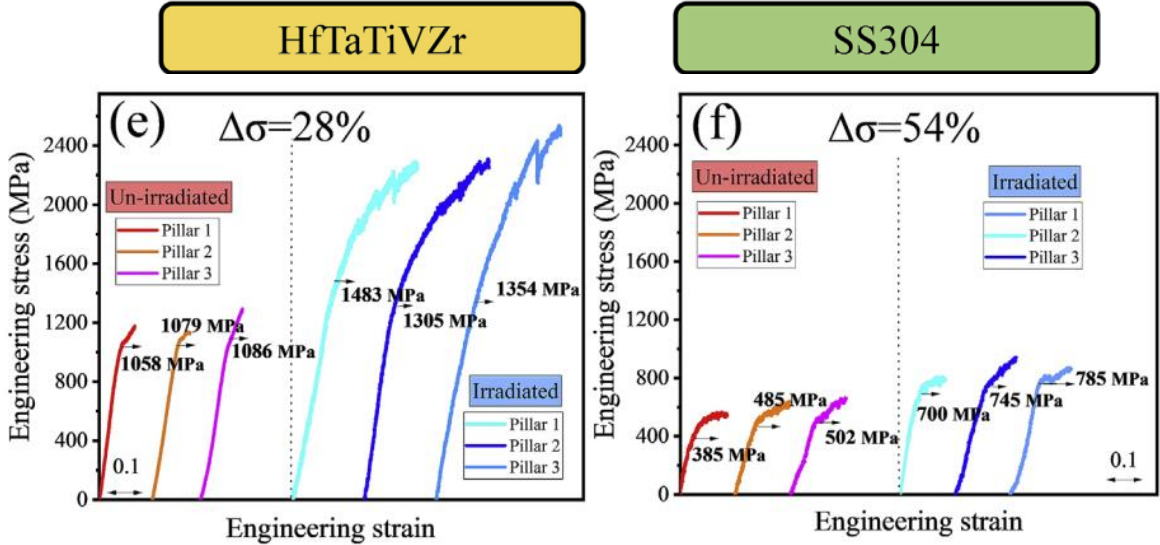 HfTaTiVZr
SS304
(e)
Δσ=28%
Un-irradiated
Pillar 1
Pillar 2
Pillar 3
1058 MPa
1079 MPa
1086 MPa
1483 MPa
1305 MPa
1354 MPa
Irradiated
Pillar 1
Pillar 2
Pillar 3
0.1
2400
2000
1600
1200
800
400
0
Engineering stress (MPa)
Engineering strain
(f)
Δσ=54%
Un-irradiated
Pillar 1
Pillar 2
Pillar 3
Irradiated
Pillar 1
Pillar 2
Pillar 3
385 MPa
485 MPa
502 MPa
700 MPa
745 MPa
785 MPa
0.1
2400
2000
1600
1200
800
400
0
Engineering stress (MPa)
Engineering strain